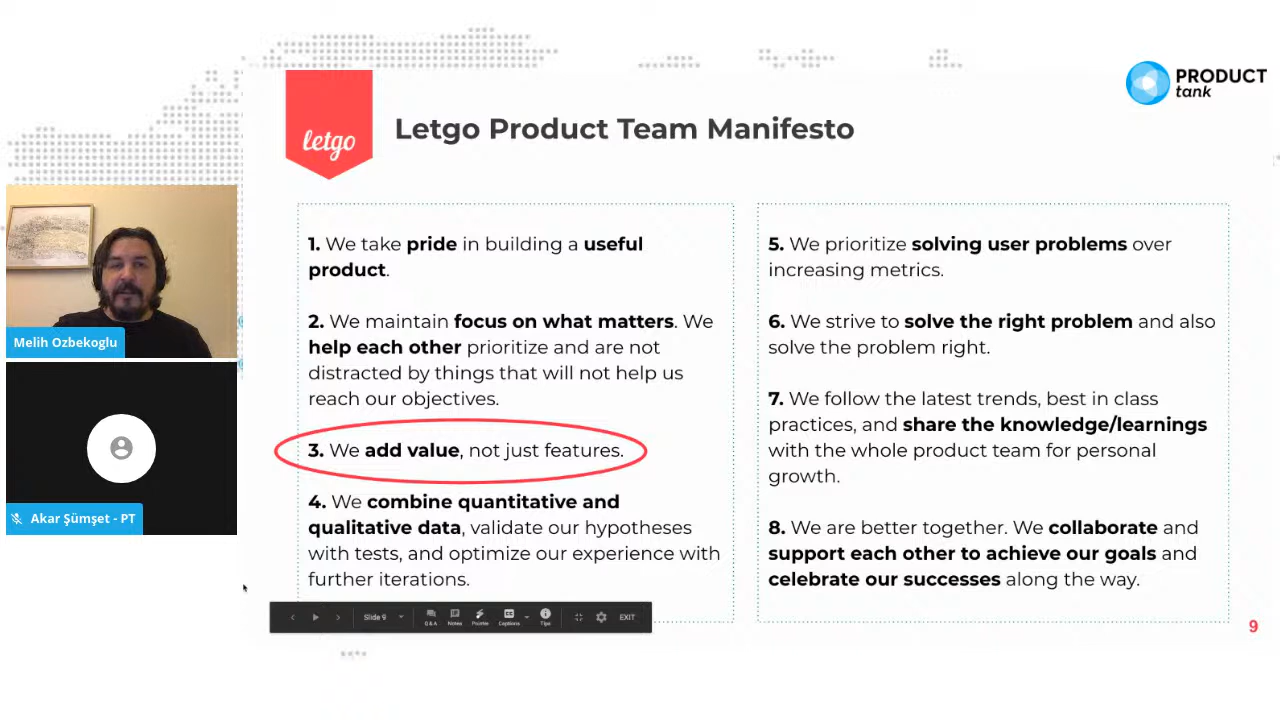 PRODUCT
tank
letgo
Letgo Product Team Manifesto
1. We take pride in building a useful
product.
2. We maintain focus on what matters. We
help each other prioritize and are not
distracted by things that will not help us
reach our objectives.
3. We add value, not just features.
4. We combine quantitative and
qualitative data, validate our hypotheses
with tests, and optimize our experience with
further iterations.
5. We prioritize solving user problems over
increasing metrics.
6. We strive to solve the right problem and also
solve the problem right.
7. We follow the latest trends, best in class
practices, and share the knowledge/learnings
with the whole product team for personal
growth.
8. We are better together. We collaborate and
support each other to achieve our goals and
celebrate our successes along the way.
Melih Ozbekoglu
Akar Şümşet - PT
Slide 9
Q & A
Notes
Pointer
CC
Captions
Tips
EXIT
9